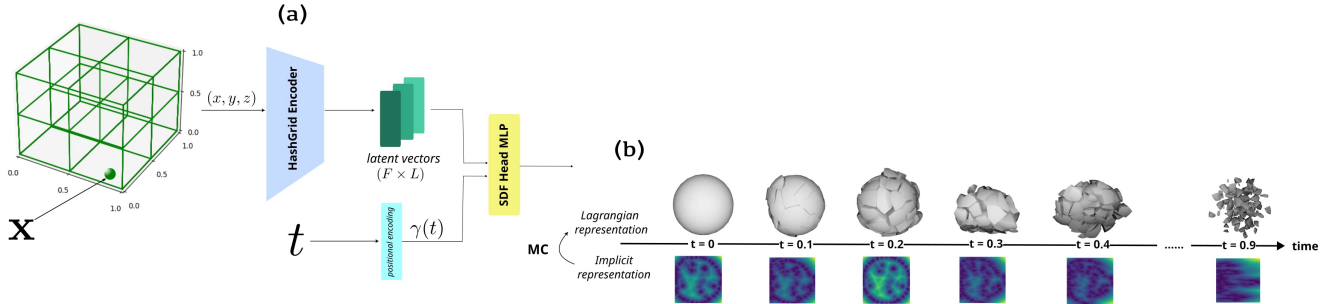 (a)
1.0
0.5
0.0
1.0
0.5
0.0
0.0
0.5
1.0
x
(x, y, z)
HashGrid Encoder
latent vectors
(F × L)
SDF Head MLP
t
positional encoding
γ(t)
(b)
Lagrangian
representation
MC
Implicit
representation
t = 0
t = 0.1
t = 0.2
t = 0.3
t = 0.4
......
t = 0.9
time